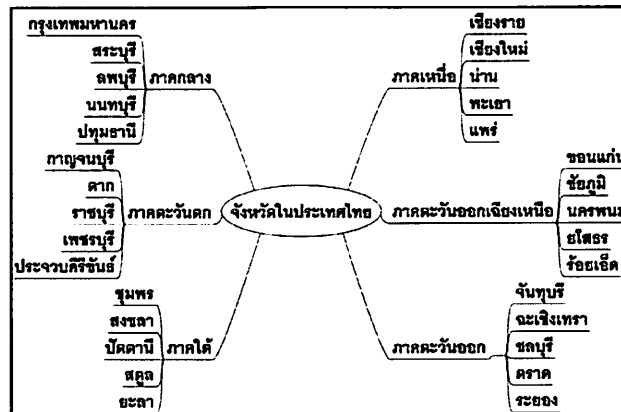 กรุงเทพมหานคร
สระบุรี
ลพบุรี
นนทบุรี
ปทุมธานี
ภาคกลาง
กาญจนบุรี
ตาก
ราชบุรี
เพชรบุรี
ประจวบคีรีขันธ์
ภาคตะวันตก
ชุมพร
สงขลา
ปัตตานี
สตูล
ยะลา
ภาคใต้
จังหวัดในประเทศไทย
ภาคเหนื่อ
เชียงราย
เชียงใหม่
น่าน
พะเยา
แพร่
ภาคตะวันออกเฉียงเหนือ
ขอนแก่น
ชัยภูมิ
นครพนม
ยโสธร
ร้อยเอ็ด
ภาคตะวันออก
จันทบุรี
ฉะเชิงเทรา
ชลบุรี
ตราด
ระยอง